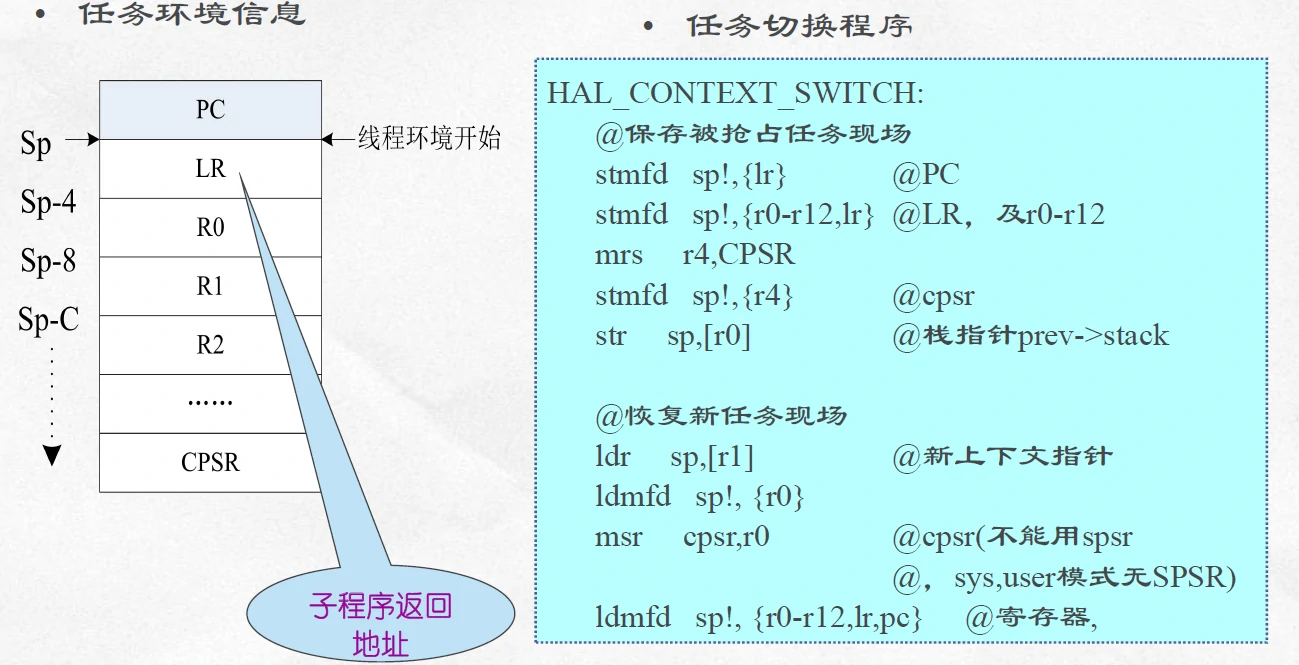 • 任务环境信息
PC
Sp
线程环境开始
LR
Sp-4
R0
Sp-8
R1
Sp-C
R2
……
CPSR
子程序返回
地址
• 任务切换程序
HAL_CONTEXT_SWITCH:
@保存被抢占任务现场
stmfd sp!,{lr} @PC
stmfd sp!,{r0-r12,lr} @LR，及r0-r12
mrs r4,CPSR
stmfd sp!,{r4} @cpsr
str sp,[r0] @栈指针prev->stack
@恢复新任务现场
ldr sp,[r1] @新上下文指针
ldmfd sp!, {r0}
msr cpsr,r0 @cpsr(不能用spsr
@，sys,user模式无SPSR)
ldmfd sp!, {r0-r12,lr,pc} @寄存器,